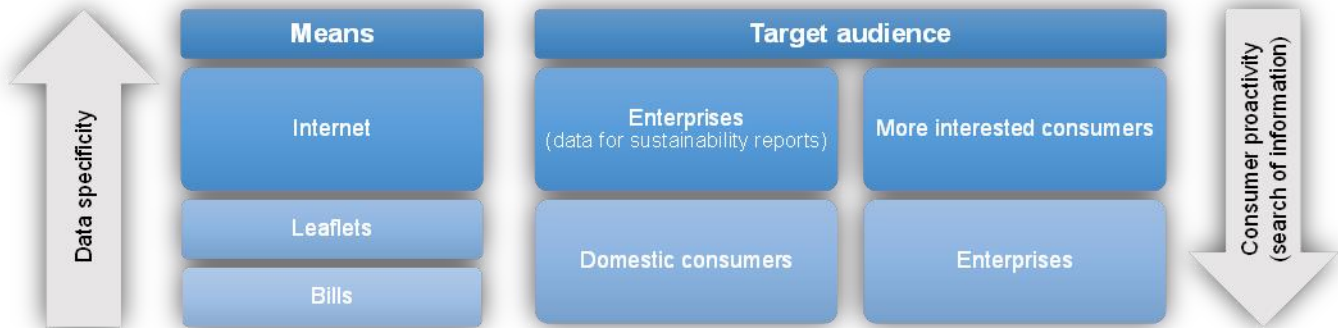 Data specificity
Means
Internet
Leaflets
Bills
Target audience
Enterprises
(data for sustainability reports)
More interested consumers
Domestic consumers
Enterprises
Consumer proactivity
(search of information)